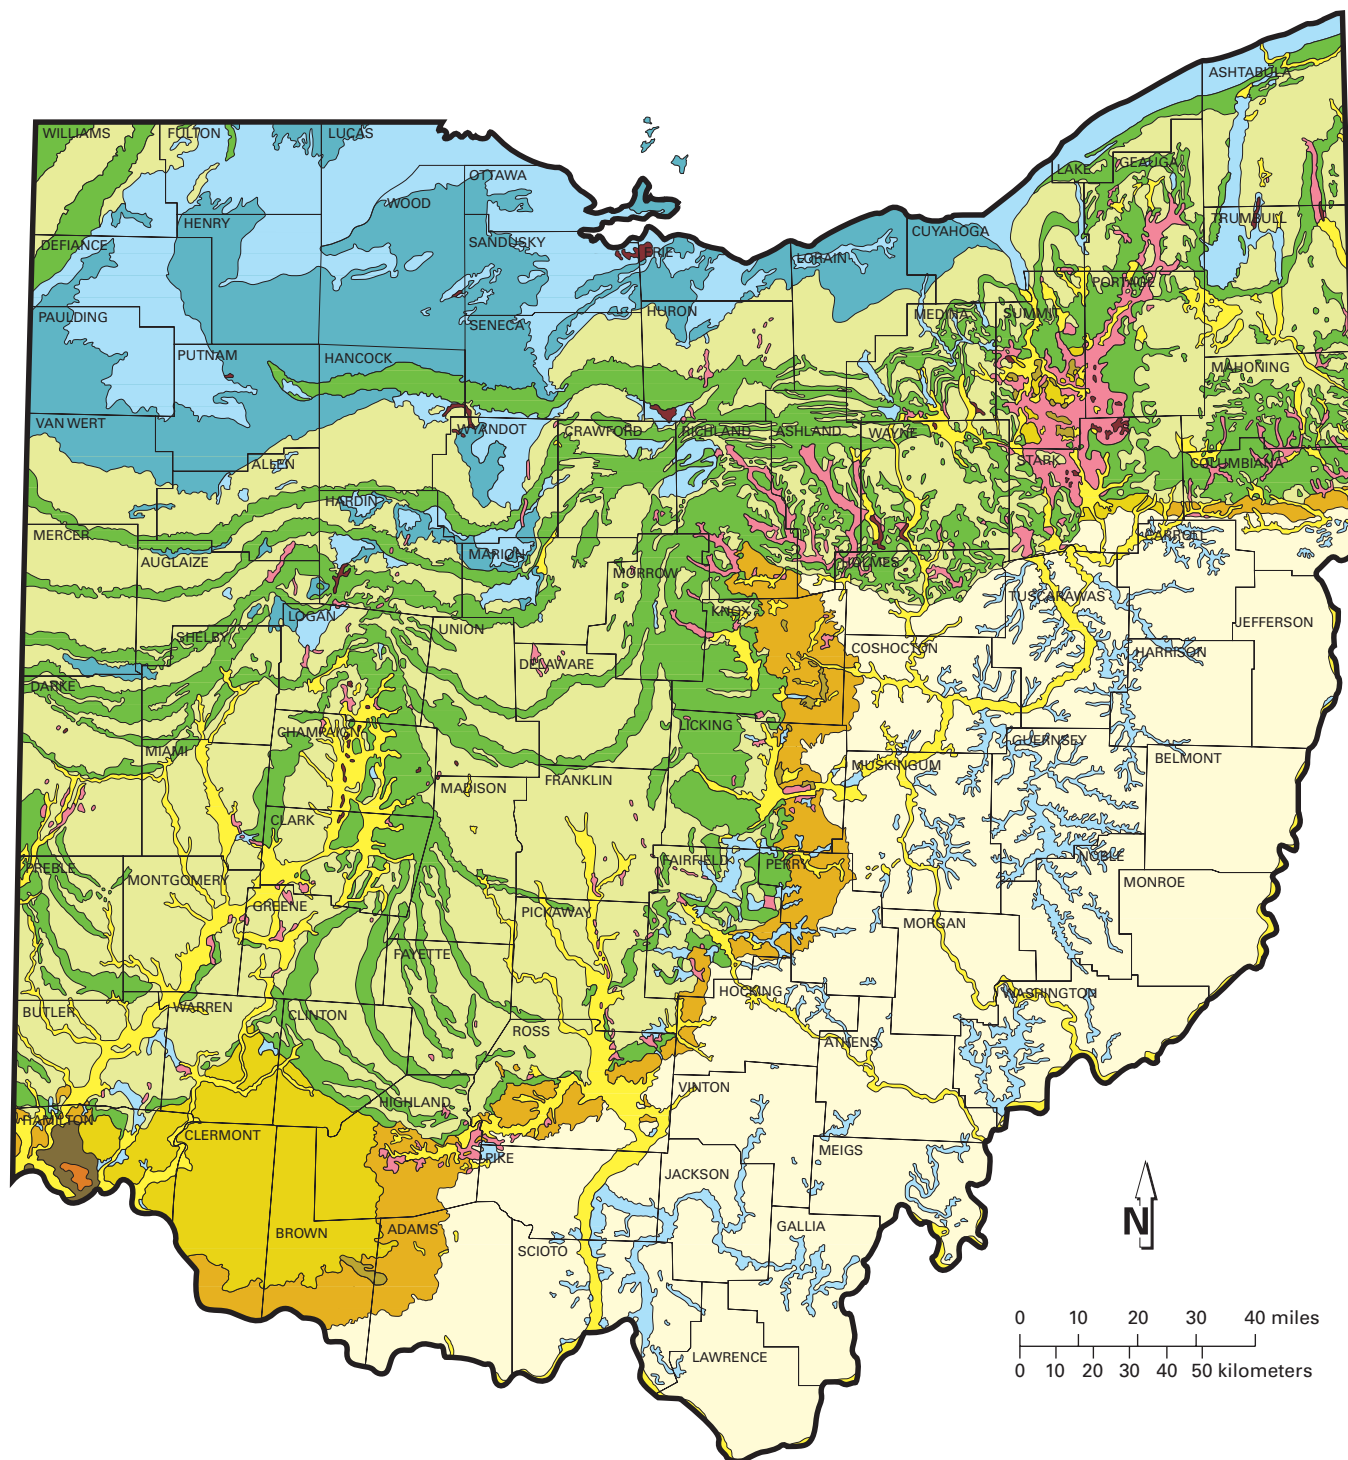 ASHTABULA
WILLIAMS
FULTON
LUCAS
LAKE
GEAUGA
OTTAWA
WOOD
HENRY
TRUMBULL
CUYAHOGA
DEFIANCE
SANDUSKY
ERIE
LORAIN
PORTAGE
PAULDING
HURON
MEDINA
SUMMIT
SENECA
PUTNAM
HANCOCK
MAHONING
VAN WERT
WYANDOT
CRAWFORD
RICHLAND
ASHLAND
WAYNE
STARK
COLUMBIANA
ALLEN
HARDIN
MERCER
CARROLL
MARION
AUGLAIZE
HOLMES
MORROW
TUSCARAWAS
KNOX
LOGAN
JEFFERSON
UNION
SHELBY
COSHOCTON
HARRISON
DELAWARE
DARKE
LICKING
CHAMPAIGN
GUERNSEY
MIAMI
BELMONT
MUSKINGUM
FRANKLIN
MADISON
CLARK
NOBLE
FAIRFIELD
PERRY
PREBLE
MONTGOMERY
MONROE
GREENE
PICKAWAY
MORGAN
FAYETTE
HOCKING
WASHINGTON
WARREN
BUTLER
CLINTON
ROSS
ATHENS
VINTON
HIGHLAND
HAMILTON
CLERMONT
MEIGS
PIKE
JACKSON
GALLIA
BROWN
ADAMS
N
SCIOTO
0 10 20 30 40 miles
LAWRENCE
0 10 20 30 40 50 kilometers